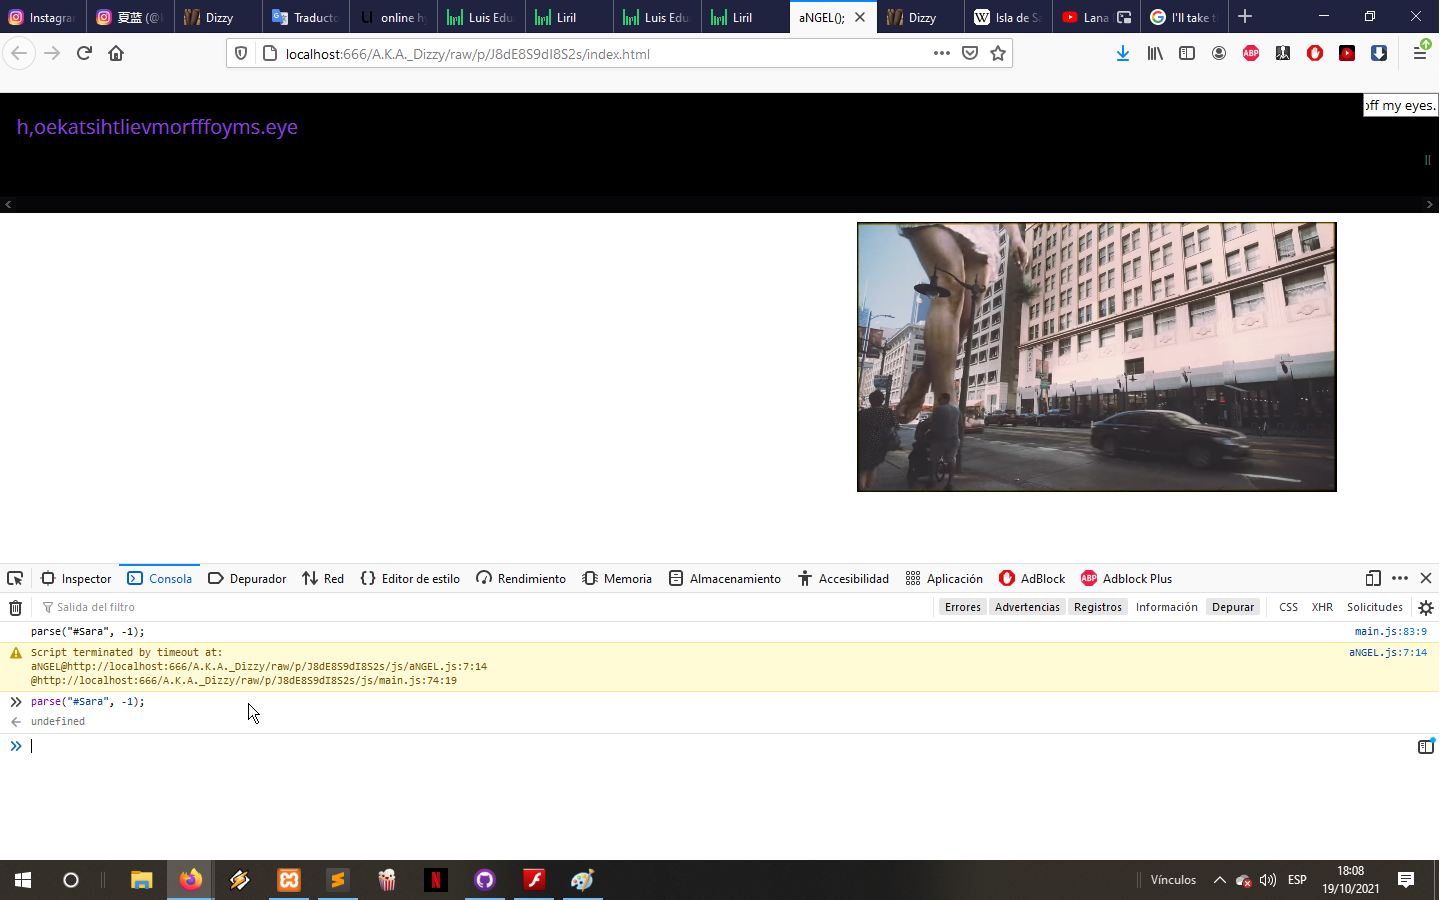 Instagram
夏蓝 (@
Dizzy
Traducto
online hy
Luis Edu
Liril
Luis Edu
Liril
aNGEL();
Dizzy
Isla de Sa
Lana
I'll take t
localhost:666/A.K.A._Dizzy/raw/p/J8dE8S9dI8S2s/index.html
ABP
off my eyes.
h,oekatsihtlievmorfffoyms.eye
Inspector
Consola
Depurador
Red
Editor de estilo
Rendimiento
Memoria
Almacenamiento
Accesibilidad
Aplicación
AdBlock
Adblock Plus
Salida del filtro
Errores
Advertencias
Registros
Información
Depurar
CSS
XHR
Solicitudes
parse("#Sara", -1);
main.js:83:9
Script terminated by timeout at:
aNGEL.js:7:14
aNGEL@http://localhost:666/A.K.A._Dizzy/raw/p/J8dE8S9dI8S2s/js/aNGEL.js:7:14
@http://localhost:666/A.K.A._Dizzy/raw/p/J8dE8S9dI8S2s/js/main.js:74:19
parse("#Sara", -1);
undefined
Vínculos
ESP
18:08
19/10/2021